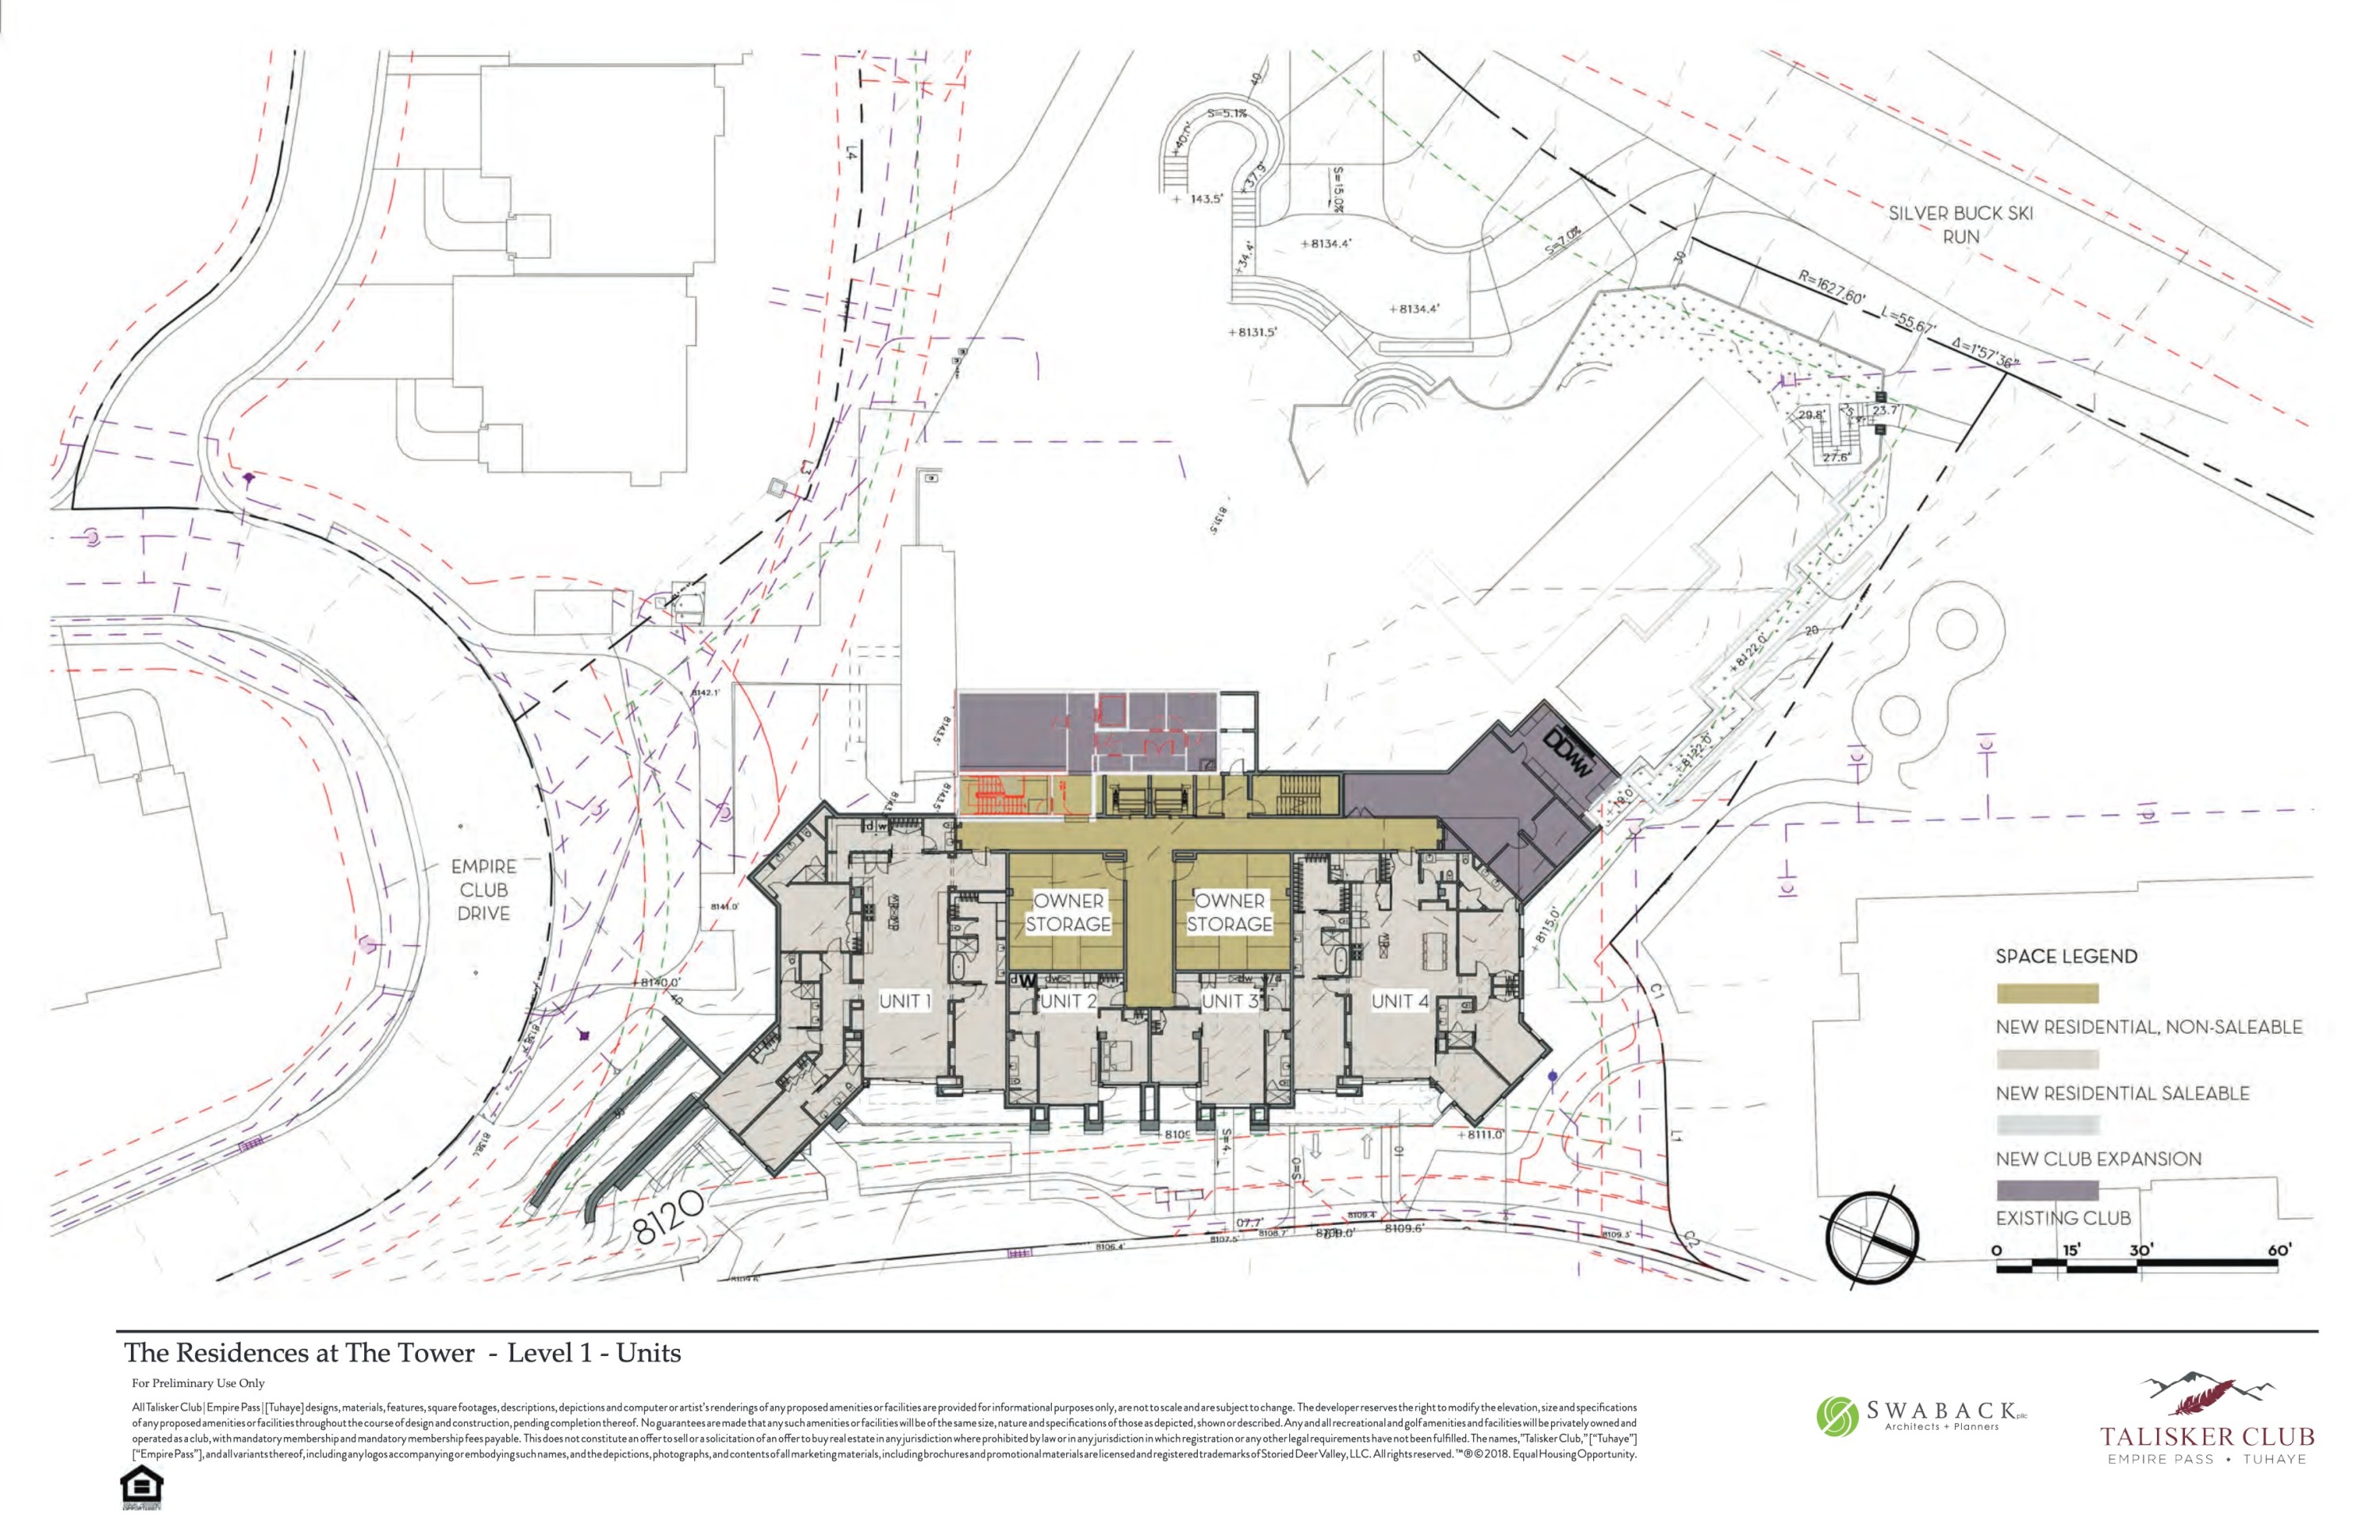 L4
40
S=5.1%
+40.0'
+37.9'
+ 143.5'
S=15.0%
+34.4'
+8134.4'
S=7.0%
30
SILVER BUCK SKI
RUN
R=1627.60'
L=55.67'
Δ=1°57'36"
+8134.4'
+8131.5'
29.8'
23.7'
27.6'
L3
8131.5'
20
+8122.0'
8142.1'
8143.5'
8143.5'
DDWW
EMPIRE
CLUB
DRIVE
d w
OWNER
STORAGE
OWNER
STORAGE
8141.0'
+8115.0'
+8140.0'
40
UNIT 1
UNIT 2
UNIT 3
UNIT 4
C1
L1
C2
+8111.0'
S=4.
10
S=0
8120
07.7'
8109.4'
8109.6'
8106.4'
8107.5'
8108.7'
8109.3'
SPACE LEGEND
NEW RESIDENTIAL, NON-SALEABLE
NEW RESIDENTIAL SALEABLE
NEW CLUB EXPANSION
EXISTING CLUB
0 15' 30' 60'
The Residences at The Tower - Level 1 - Units
For Preliminary Use Only
All Talisker Club | Empire Pass | [Tuhaye] designs, materials, features, square footages, descriptions, depictions and computer or artist's renderings of any proposed amenities or facilities are provided for informational purposes only, are not to scale and are subject to change. The developer reserves the right to modify the elevation, size and specifications
of any proposed amenities or facilities throughout the course of design and construction, pending completion thereof. No guarantees are made that any such amenities or facilities will be of the same size, nature and specifications of those as depicted, shown or described. Any and all recreational and golf amenities and facilities will be privately owned and
operated as a club, with mandatory membership and mandatory membership fees payable. This does not constitute an offer to sell or a solicitation of an offer to buy real estate in any jurisdiction where prohibited by law or in any jurisdiction in which registration or any other legal requirements have not been fulfilled. The names, "Talisker Club," ["Tuhaye"]
["Empire Pass"], and all variants thereof, including any logos accompanying or embodying such names, and the depictions, photographs, and contents of all marketing materials, including brochures and promotional materials are licensed and registered trademarks of Storied Deer Valley, LLC. All rights reserved. ™®©2018. Equal Housing Opportunity.
SWABACK pllc
Architects + Planners
TALISKER CLUB
EMPIRE PASS • TUHAYE